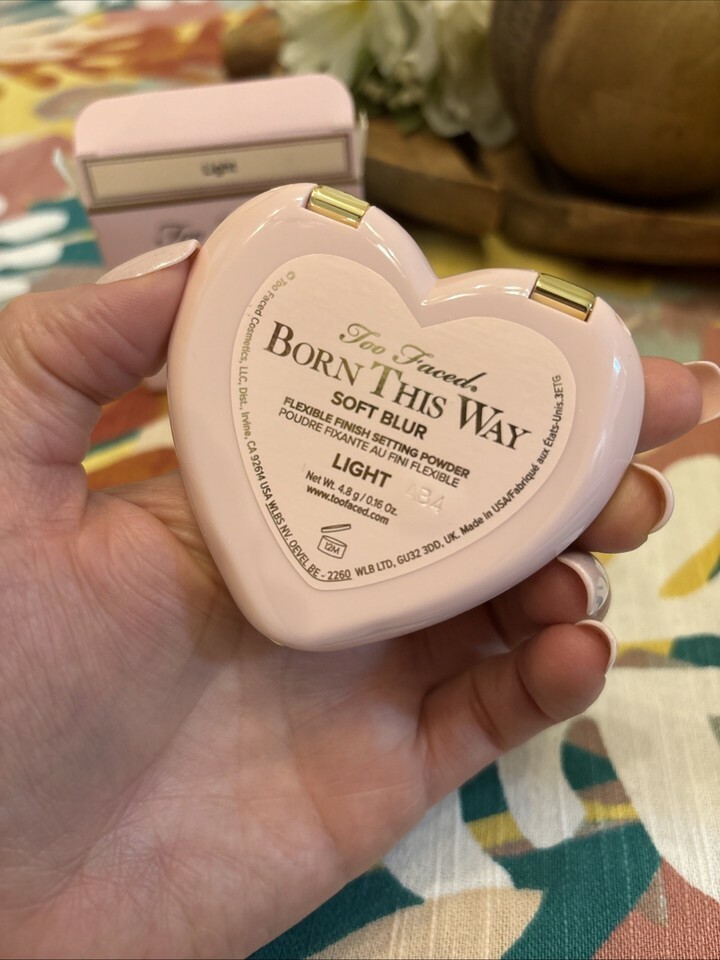 Light
Too
© Too Faced Cosmetics, LLC, Dist., Irvine, CA 92614 USA WLBS NV, OEVEL BE - 2260 WLB LTD, GU32 3DD, UK. Made in USA/Fabriqué aux États-Unis.3ETG
Too Faced.
BORN THIS WAY
SOFT BLUR
FLEXIBLE FINISH SETTING POWDER
POUDRE FIXANTE AU FINI FLEXIBLE
LIGHT
Net Wt. 4.8 g / 0.16 Oz.
www.toofaced.com
12M